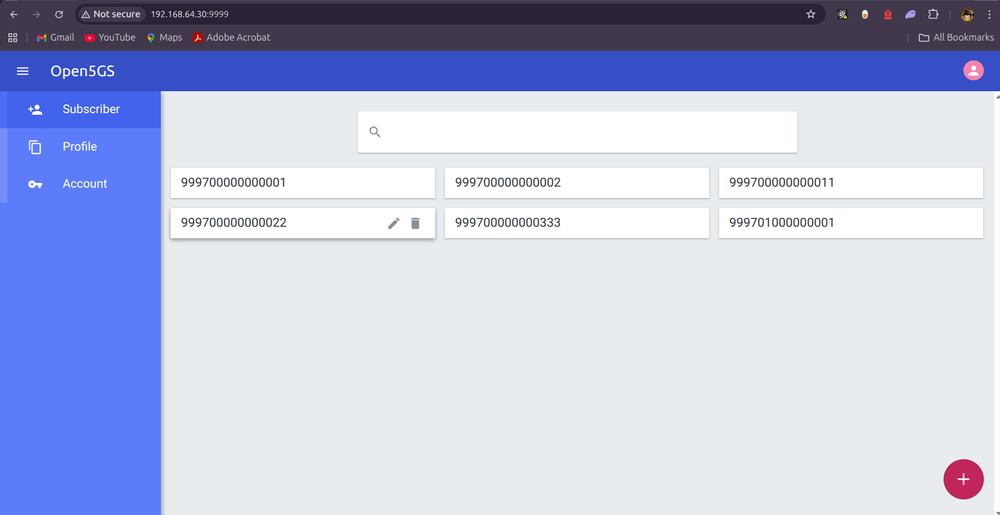 Not secure 192.168.64.30:9999
Gmail YouTube Maps Adobe Acrobat All Bookmarks
Open5GS
Subscriber
Profile
Account
999700000000001 999700000000002 999700000000011
999700000000022 999700000000333 999701000000001